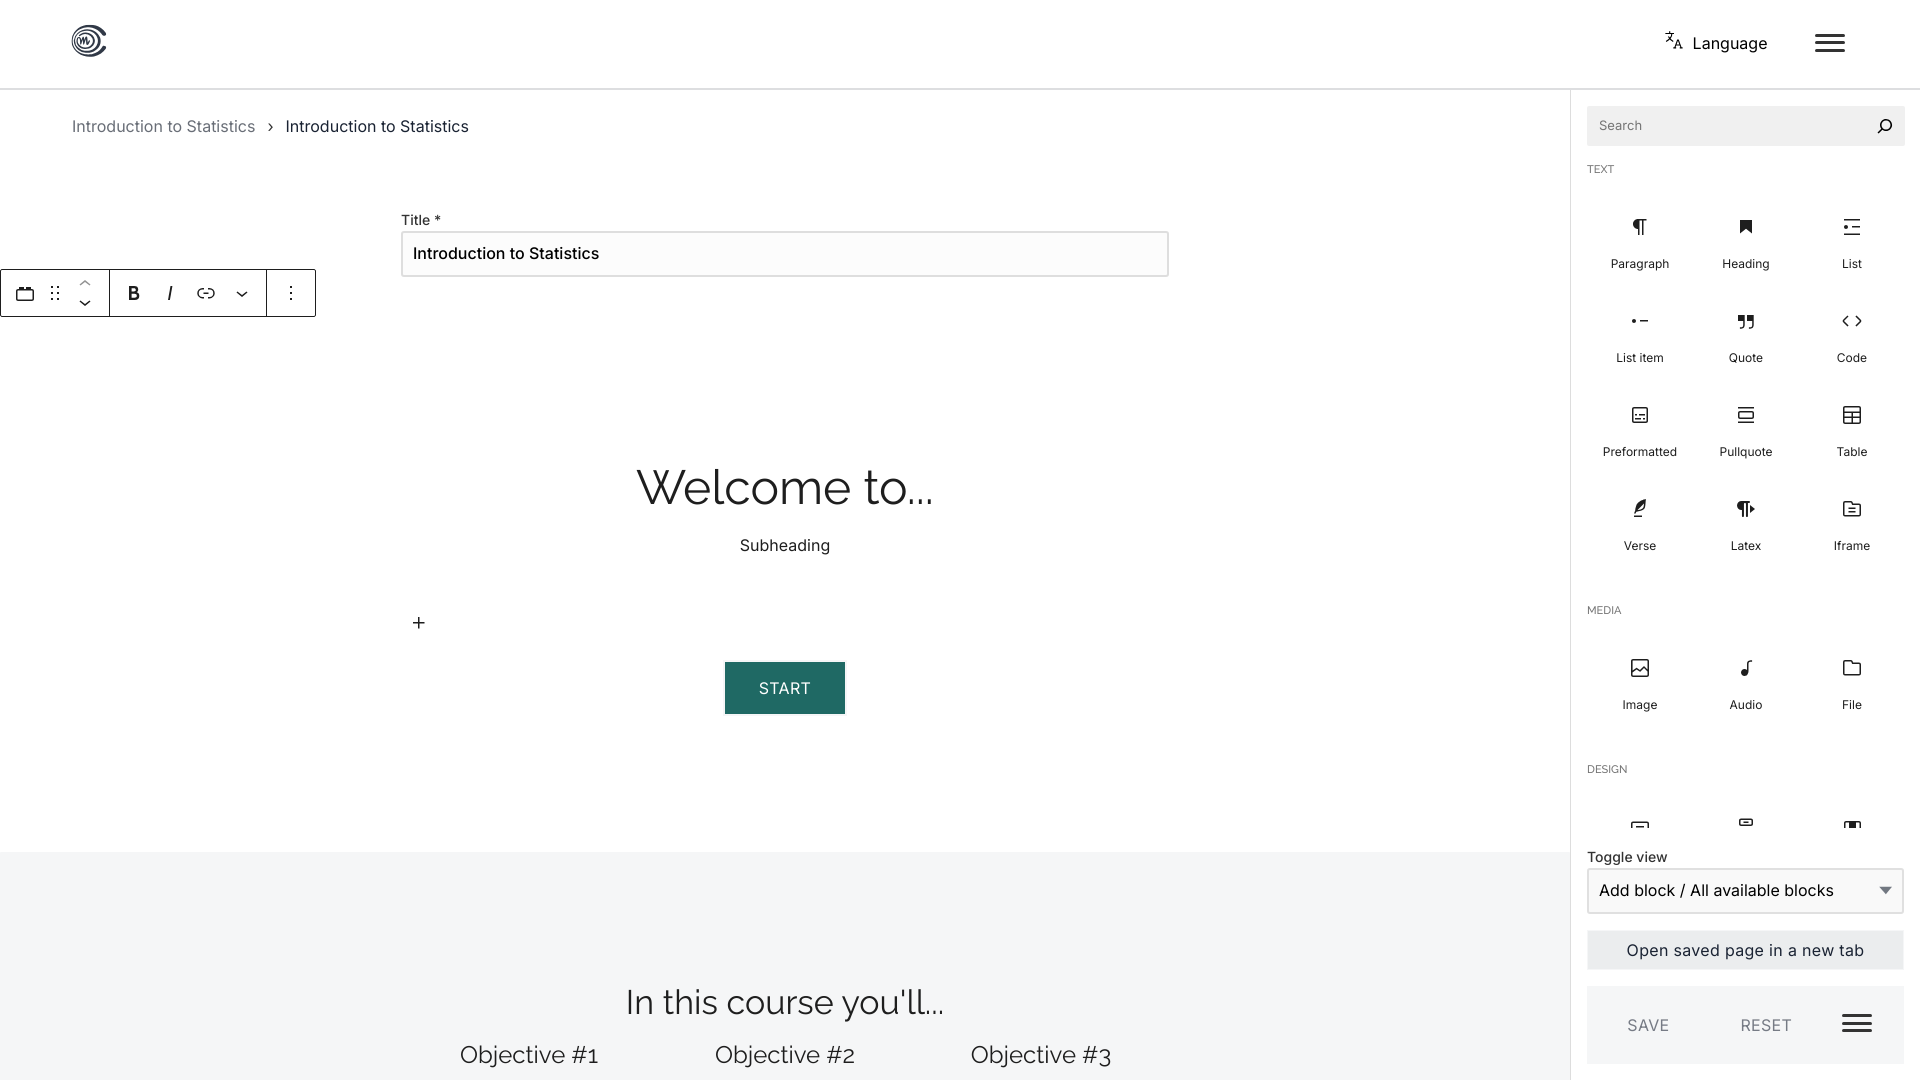 Language
Introduction to Statistics › Introduction to Statistics
Title *
Introduction to Statistics
B I
Welcome to...
Subheading
START
In this course you'll...
Objective #1 Objective #2 Objective #3
Search
TEXT
Paragraph Heading List
List item Quote Code
Preformatted Pullquote Table
Verse Latex Iframe
MEDIA
Image Audio File
DESIGN
Toggle view
Add block / All available blocks
Open saved page in a new tab
SAVE RESET